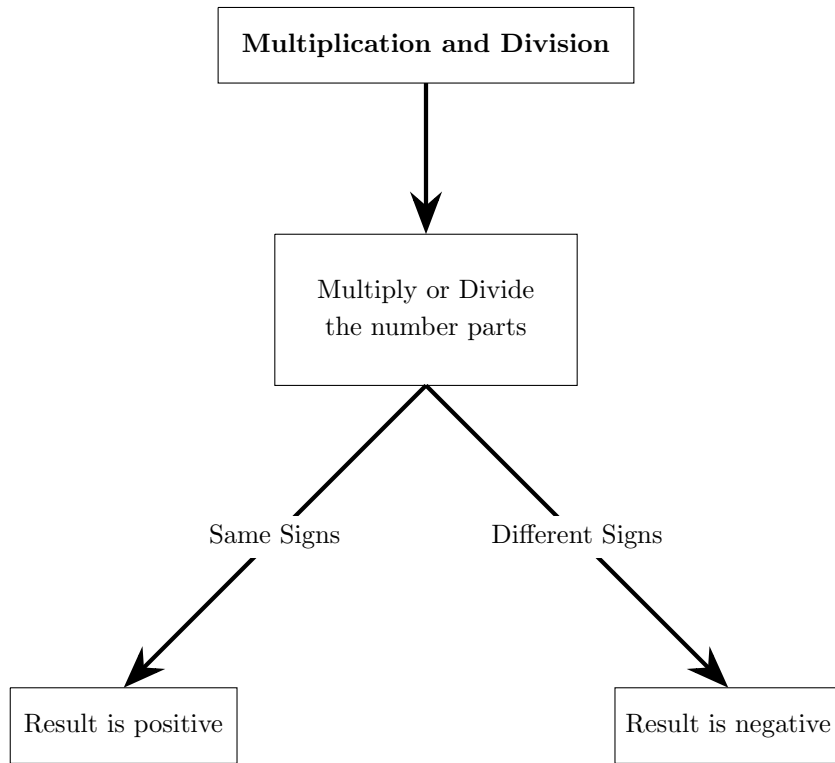 Multiplication and Division
Multiply or Divide
the number parts
Same Signs
Different Signs
Result is positive
Result is negative